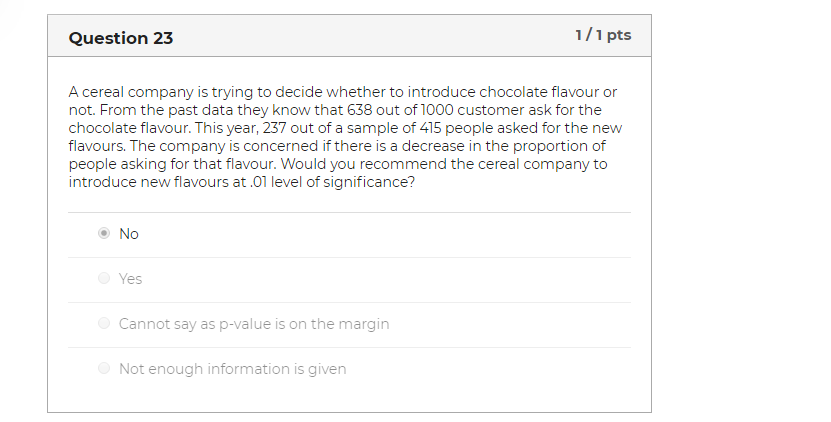 Question 23
1 / 1 pts
A cereal company is trying to decide whether to introduce chocolate flavour or
not. From the past data they know that 638 out of 1000 customer ask for the
chocolate flavour. This year, 237 out of a sample of 415 people asked for the new
flavours. The company is concerned if there is a decrease in the proportion of
people asking for that flavour. Would you recommend the cereal company to
introduce new flavours at .01 level of significance?
No
Yes
Cannot say as p-value is on the margin
Not enough information is given